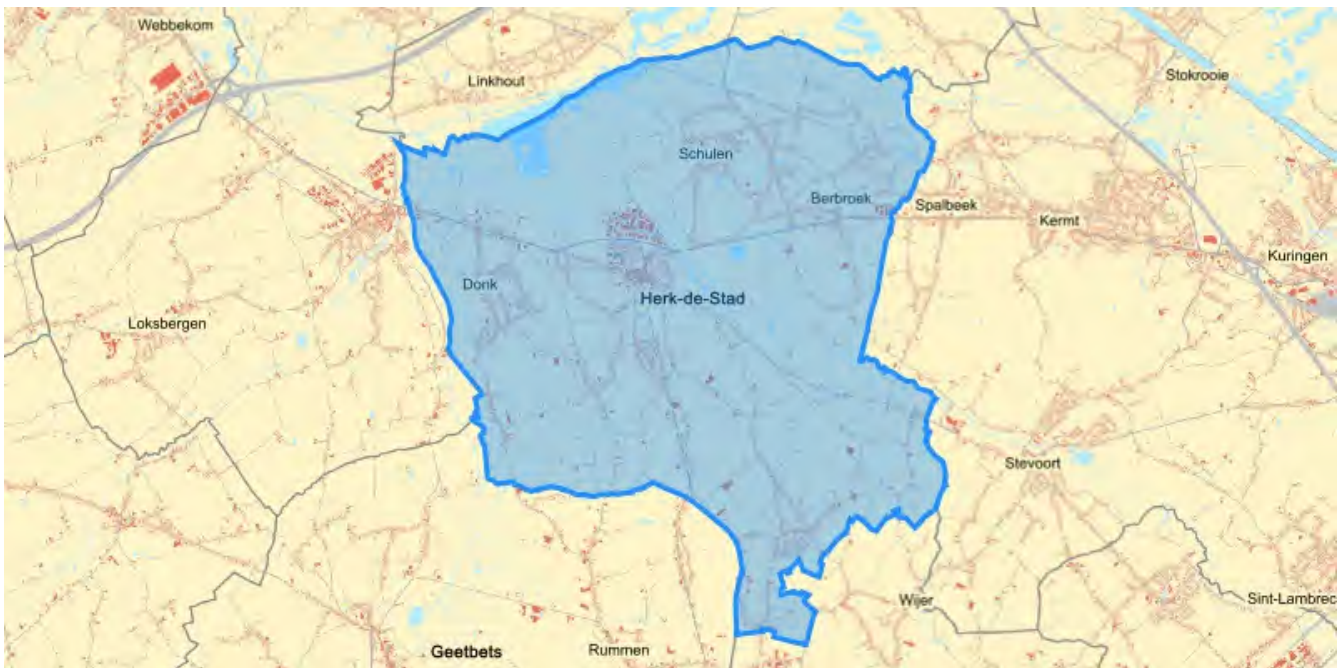 Webbekom
Linkhout
Stokrooie
Schulen
Berbroek
Spalbeek
Kermt
Kuringen
Donk
Herk-de-Stad
Loksbergen
Stevoort
Wijer
Sint-Lambrec
Geetbets
Rummen